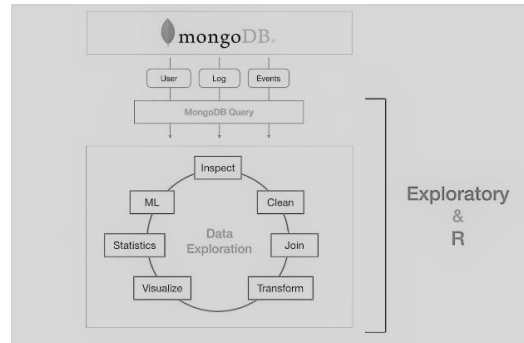 mongoDB®
User
Log
Events
MongoDB Query
Inspect
ML
Clean
Data
Exploration
Statistics
Join
Visualize
Transform
Exploratory
&
R